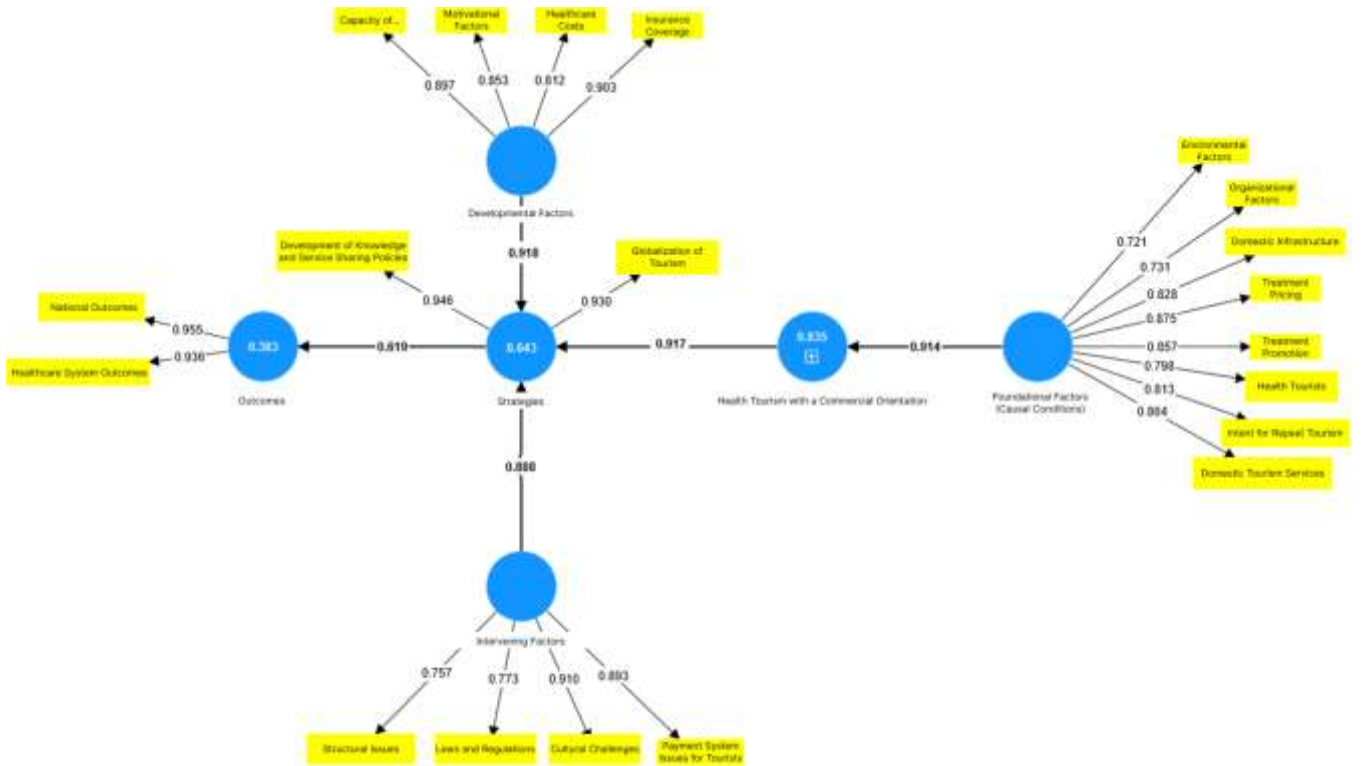 Capacity of...
Motivational
Factors
Healthcare
Costs
Insurance
Coverage
0.897
0.853
0.812
0.903
Developmental Factors
0.918
Environmental
Factors
Organizational
Factors
Domestic Infrastructure
Treatment
Pricing
Treatment
Promotion
Health Tourists
Intent for Repeat Tourism
Domestic Tourism Services
0.721
0.731
0.828
0.875
0.857
0.798
0.813
Foundational Factors
(Causal Conditions)
0.914
0.835
Health Tourism with a Commercial Orientation
0.917
Development of Knowledge
and Service Sharing Policies
Globalization of
Tourism
0.946
0.930
0.643
Strategies
0.619
National Outcomes
Healthcare System Outcomes
0.955
0.936
0.383
Outcomes
Intervening Factors
0.757
0.773
0.910
Structural Issues
Laws and Regulations
Cultural Challenges
Payment System
Issues for Tourists